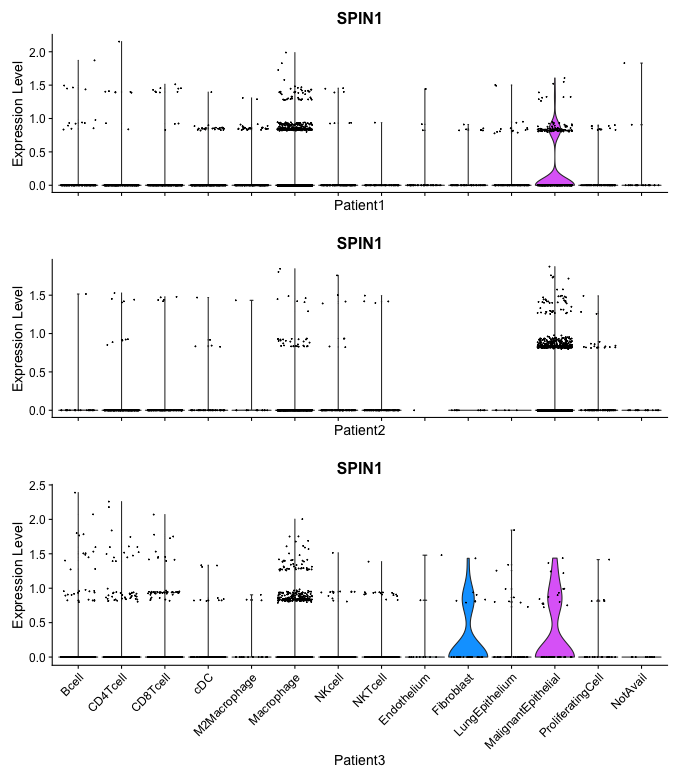 SPIN1
Expression Level
2.0
1.5
1.0
0.5
0.0
Patient1
SPIN1
Expression Level
1.5
1.0
0.5
0.0
Patient2
SPIN1
Expression Level
2.5
2.0
1.5
1.0
0.5
0.0
Bcell
CD4Tcell
CD8Tcell
cDC
M2Macrophage
Macrophage
NKcell
NKTcell
Endothelium
Fibroblast
LungEpithelium
MalignantEpithelial
ProliferatingCell
NotAvail
Patient3